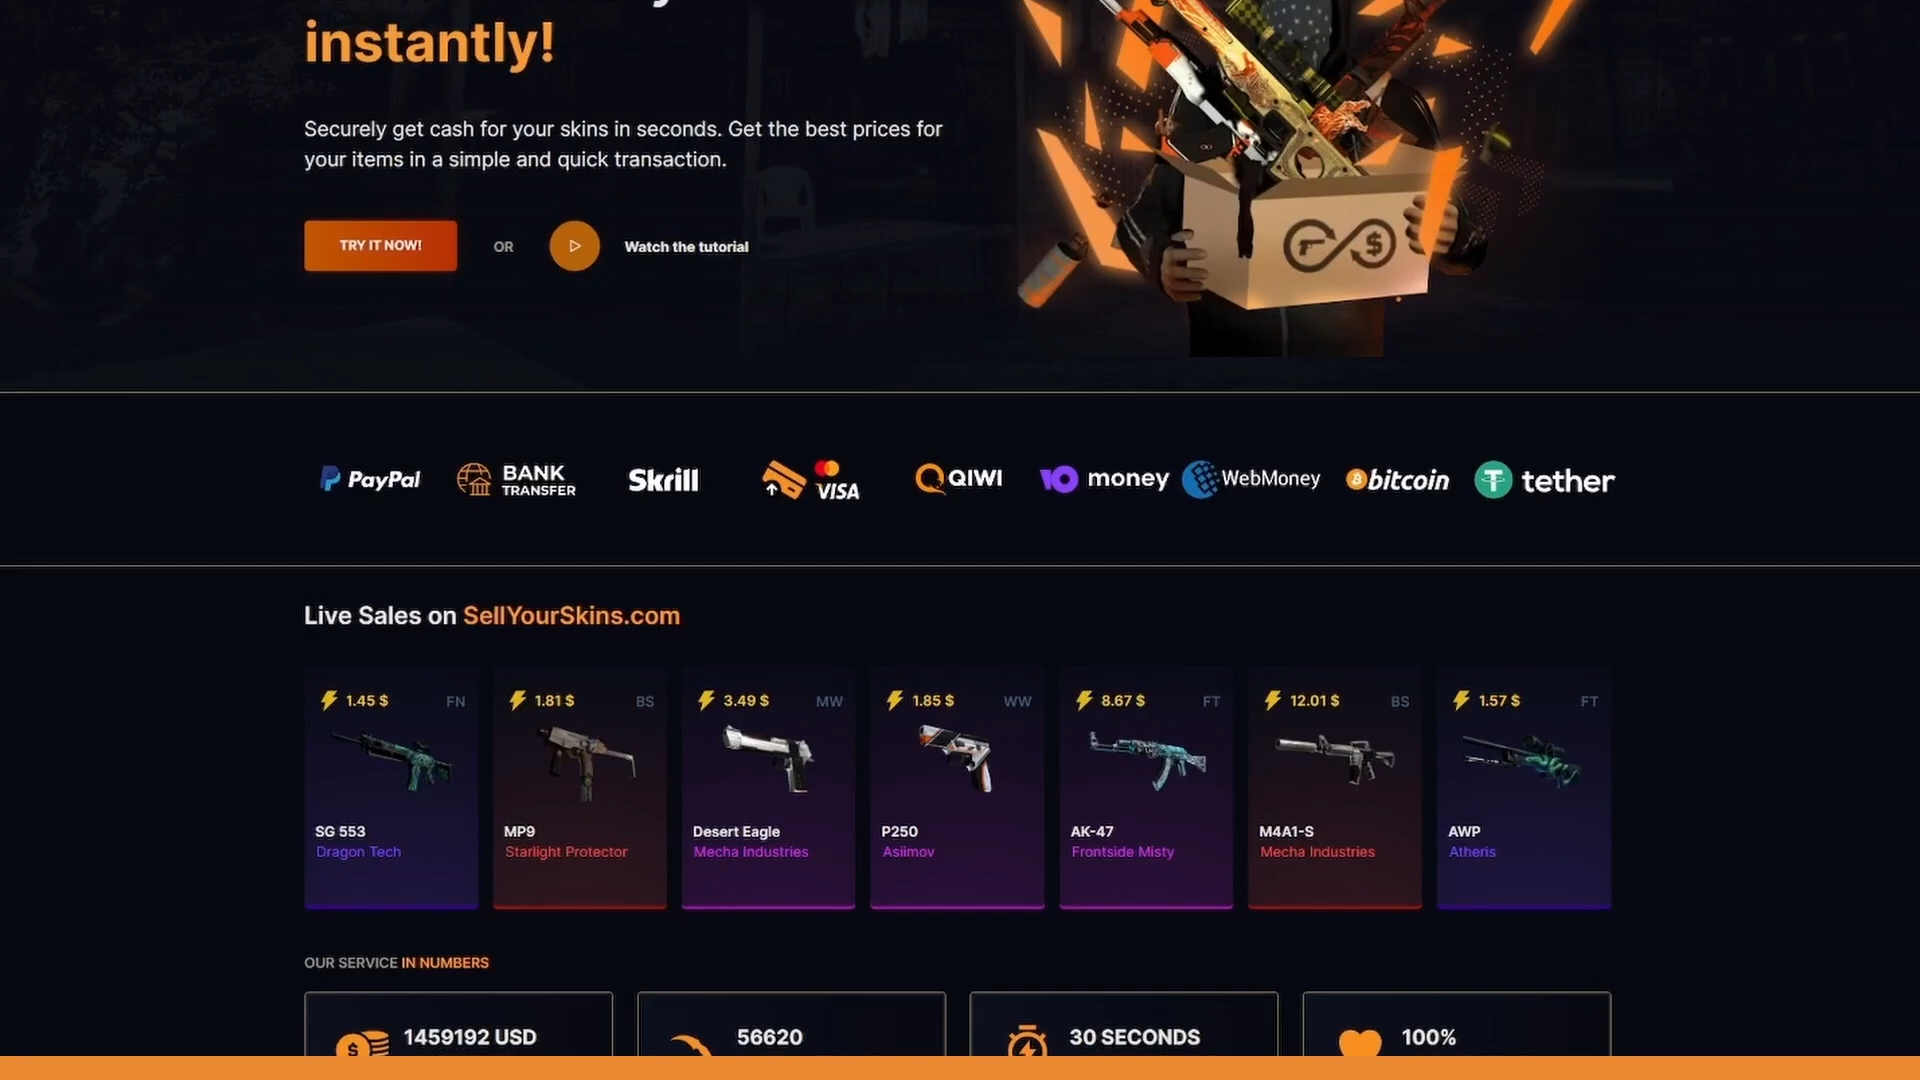 instantly!
Securely get cash for your skins in seconds. Get the best prices for
your items in a simple and quick transaction.
TRY IT NOW!
OR
Watch the tutorial
PayPal
BANK
TRANSFER
Skrill
VISA
QIWI
money
WebMoney
bitcoin
tether
Live Sales on SellYourSkins.com
1.45 $ FN
SG 553
Dragon Tech
1.81 $ BS
MP9
Starlight Protector
3.49 $ MW
Desert Eagle
Mecha Industries
1.85 $ WW
P250
Asiimov
8.67 $ FT
AK-47
Frontside Misty
12.01 $ BS
M4A1-S
Mecha Industries
1.57 $ FT
AWP
Atheris
OUR SERVICE IN NUMBERS
1459192 USD
56620
30 SECONDS
100%